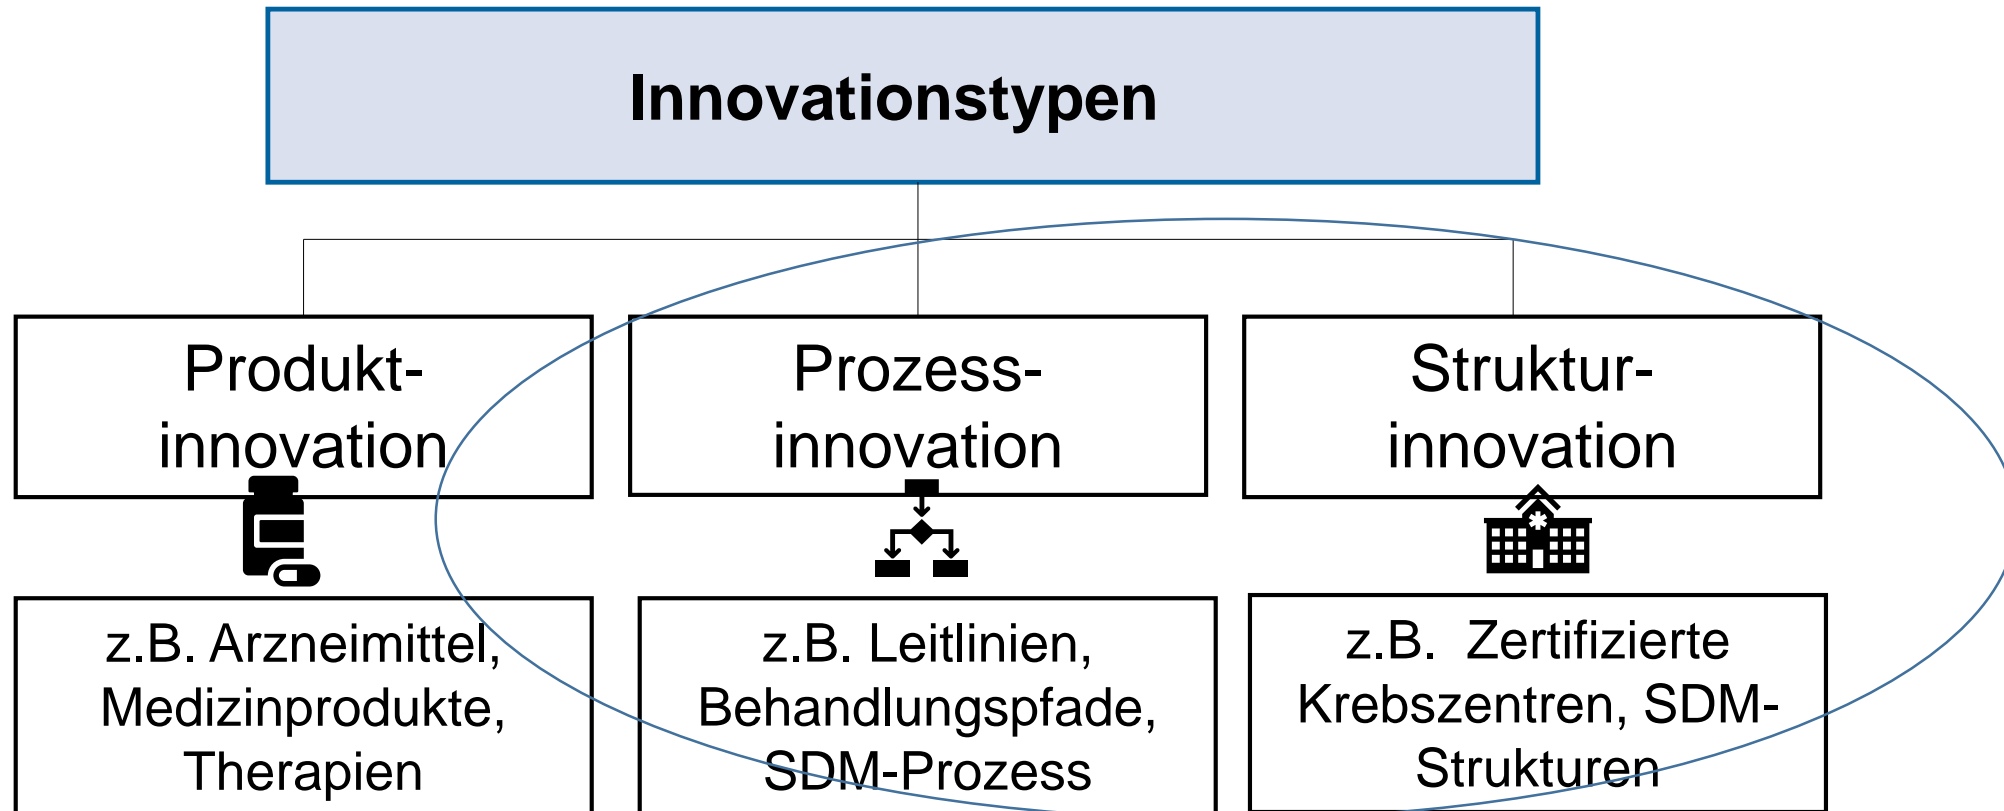 Innovationstypen
Produkt-
innovation
Prozess-
innovation
Struktur-
innovation
z.B. Arzneimittel,
Medizinprodukte,
Therapien
z.B. Leitlinien,
Behandlungspfade,
SDM-Prozess
z.B. Zertifizierte
Krebszentren, SDM-
Strukturen